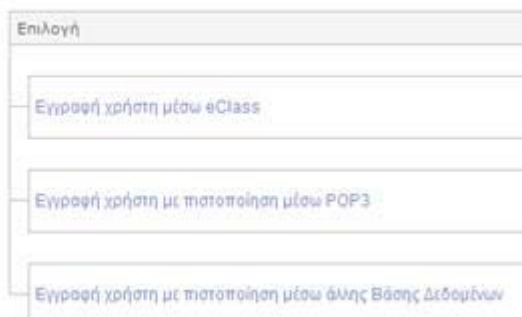 Επιλογή
Εγγραφή χρήστη μέσω eClass
Εγγραφή χρήστη με πιστοποίηση μέσω POP3
Εγγραφή χρήστη με πιστοποίηση μέσω άλλης Βάσης Δεδομένων